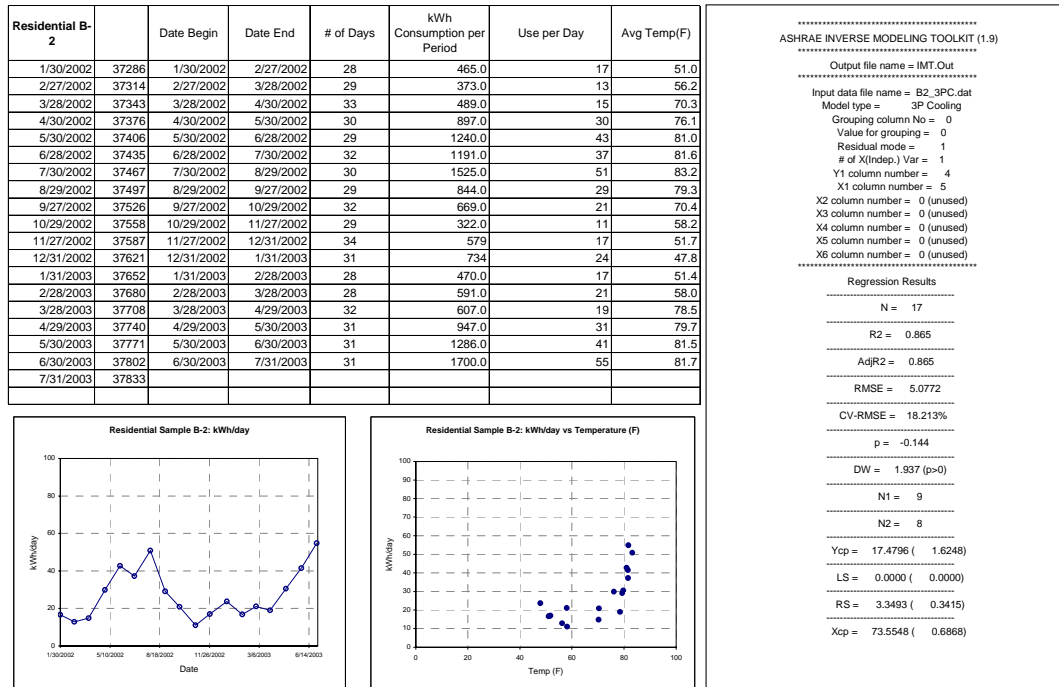 Residential B-2 Date Begin Date End # of Days kWh Consumption per Period Use per Day Avg Temp(F)
1/30/2002 37286 1/30/2002 2/27/2002 28 465.0 17 51.0
2/27/2002 37314 2/27/2002 3/28/2002 29 373.0 13 56.2
3/28/2002 37343 3/28/2002 4/30/2002 33 489.0 15 70.3
4/30/2002 37376 4/30/2002 5/30/2002 30 897.0 30 76.1
5/30/2002 37406 5/30/2002 6/28/2002 29 1240.0 43 81.0
6/28/2002 37435 6/28/2002 7/30/2002 32 1191.0 37 81.6
7/30/2002 37467 7/30/2002 8/29/2002 30 1525.0 51 83.2
8/29/2002 37497 8/29/2002 9/27/2002 29 844.0 29 79.3
9/27/2002 37526 9/27/2002 10/29/2002 32 669.0 21 70.4
10/29/2002 37558 10/29/2002 11/27/2002 29 322.0 11 58.2
11/27/2002 37587 11/27/2002 12/31/2002 34 579 17 51.7
12/31/2002 37621 12/31/2002 1/31/2003 31 734 24 47.8
1/31/2003 37652 1/31/2003 2/28/2003 28 470.0 17 51.4
2/28/2003 37680 2/28/2003 3/28/2003 28 591.0 21 58.0
3/28/2003 37708 3/28/2003 4/29/2003 32 607.0 19 78.5
4/29/2003 37740 4/29/2003 5/30/2003 31 947.0 31 79.7
5/30/2003 37771 5/30/2003 6/30/2003 31 1286.0 41 81.5
6/30/2003 37802 6/30/2003 7/31/2003 31 1700.0 55 81.7
7/31/2003 37833
Residential Sample B-2: kWh/day
100
80
60
40
20
0
kWh/day
1/30/2002 5/10/2002 8/18/2002 11/26/2002 3/6/2003 6/14/2003
Date
Residential Sample B-2: kWh/day vs Temperature (F)
100
90
80
70
60
50
40
30
20
10
0
kWh/day
0 20 40 60 80 100
Temp (F)
********************************************
ASHRAE INVERSE MODELING TOOLKIT (1.9)
********************************************
Output file name = IMT.Out
********************************************
Input data file name = B2_3PC.dat
Model type = 3P Cooling
Grouping column No = 0
Value for grouping = 0
Residual mode = 1
# of X(Indep.) Var = 1
Y1 column number = 4
X1 column number = 5
X2 column number = 0 (unused)
X3 column number = 0 (unused)
X4 column number = 0 (unused)
X5 column number = 0 (unused)
X6 column number = 0 (unused)
********************************************
Regression Results
--------------------------------------
N = 17
--------------------------------------
R2 = 0.865
--------------------------------------
AdjR2 = 0.865
--------------------------------------
RMSE = 5.0772
--------------------------------------
CV-RMSE = 18.213%
--------------------------------------
p = -0.144
--------------------------------------
DW = 1.937 (p>0)
--------------------------------------
N1 = 9
--------------------------------------
N2 = 8
--------------------------------------
Ycp = 17.4796 ( 1.6248)
--------------------------------------
LS = 0.0000 ( 0.0000)
--------------------------------------
RS = 3.3493 ( 0.3415)
--------------------------------------
Xcp = 73.5548 ( 0.6868)